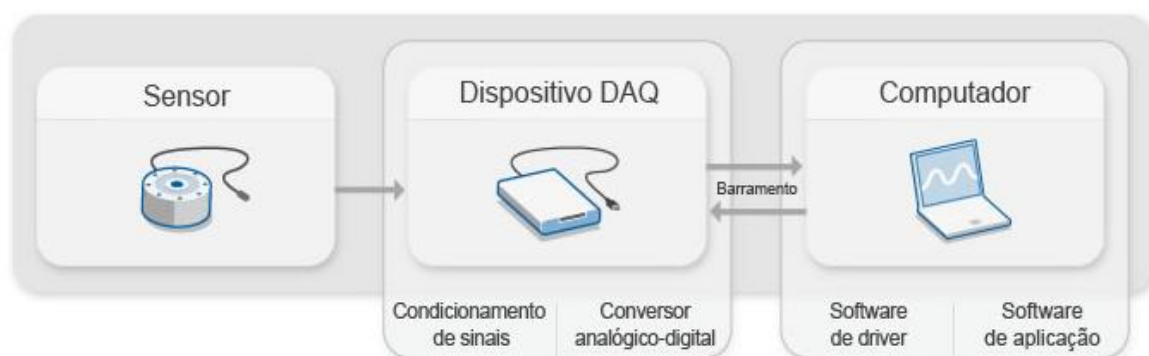 Sensor
Dispositivo DAQ
Computador
Barramento
Condicionamento
de sinais
Conversor
analógico-digital
Software
de driver
Software
de aplicação